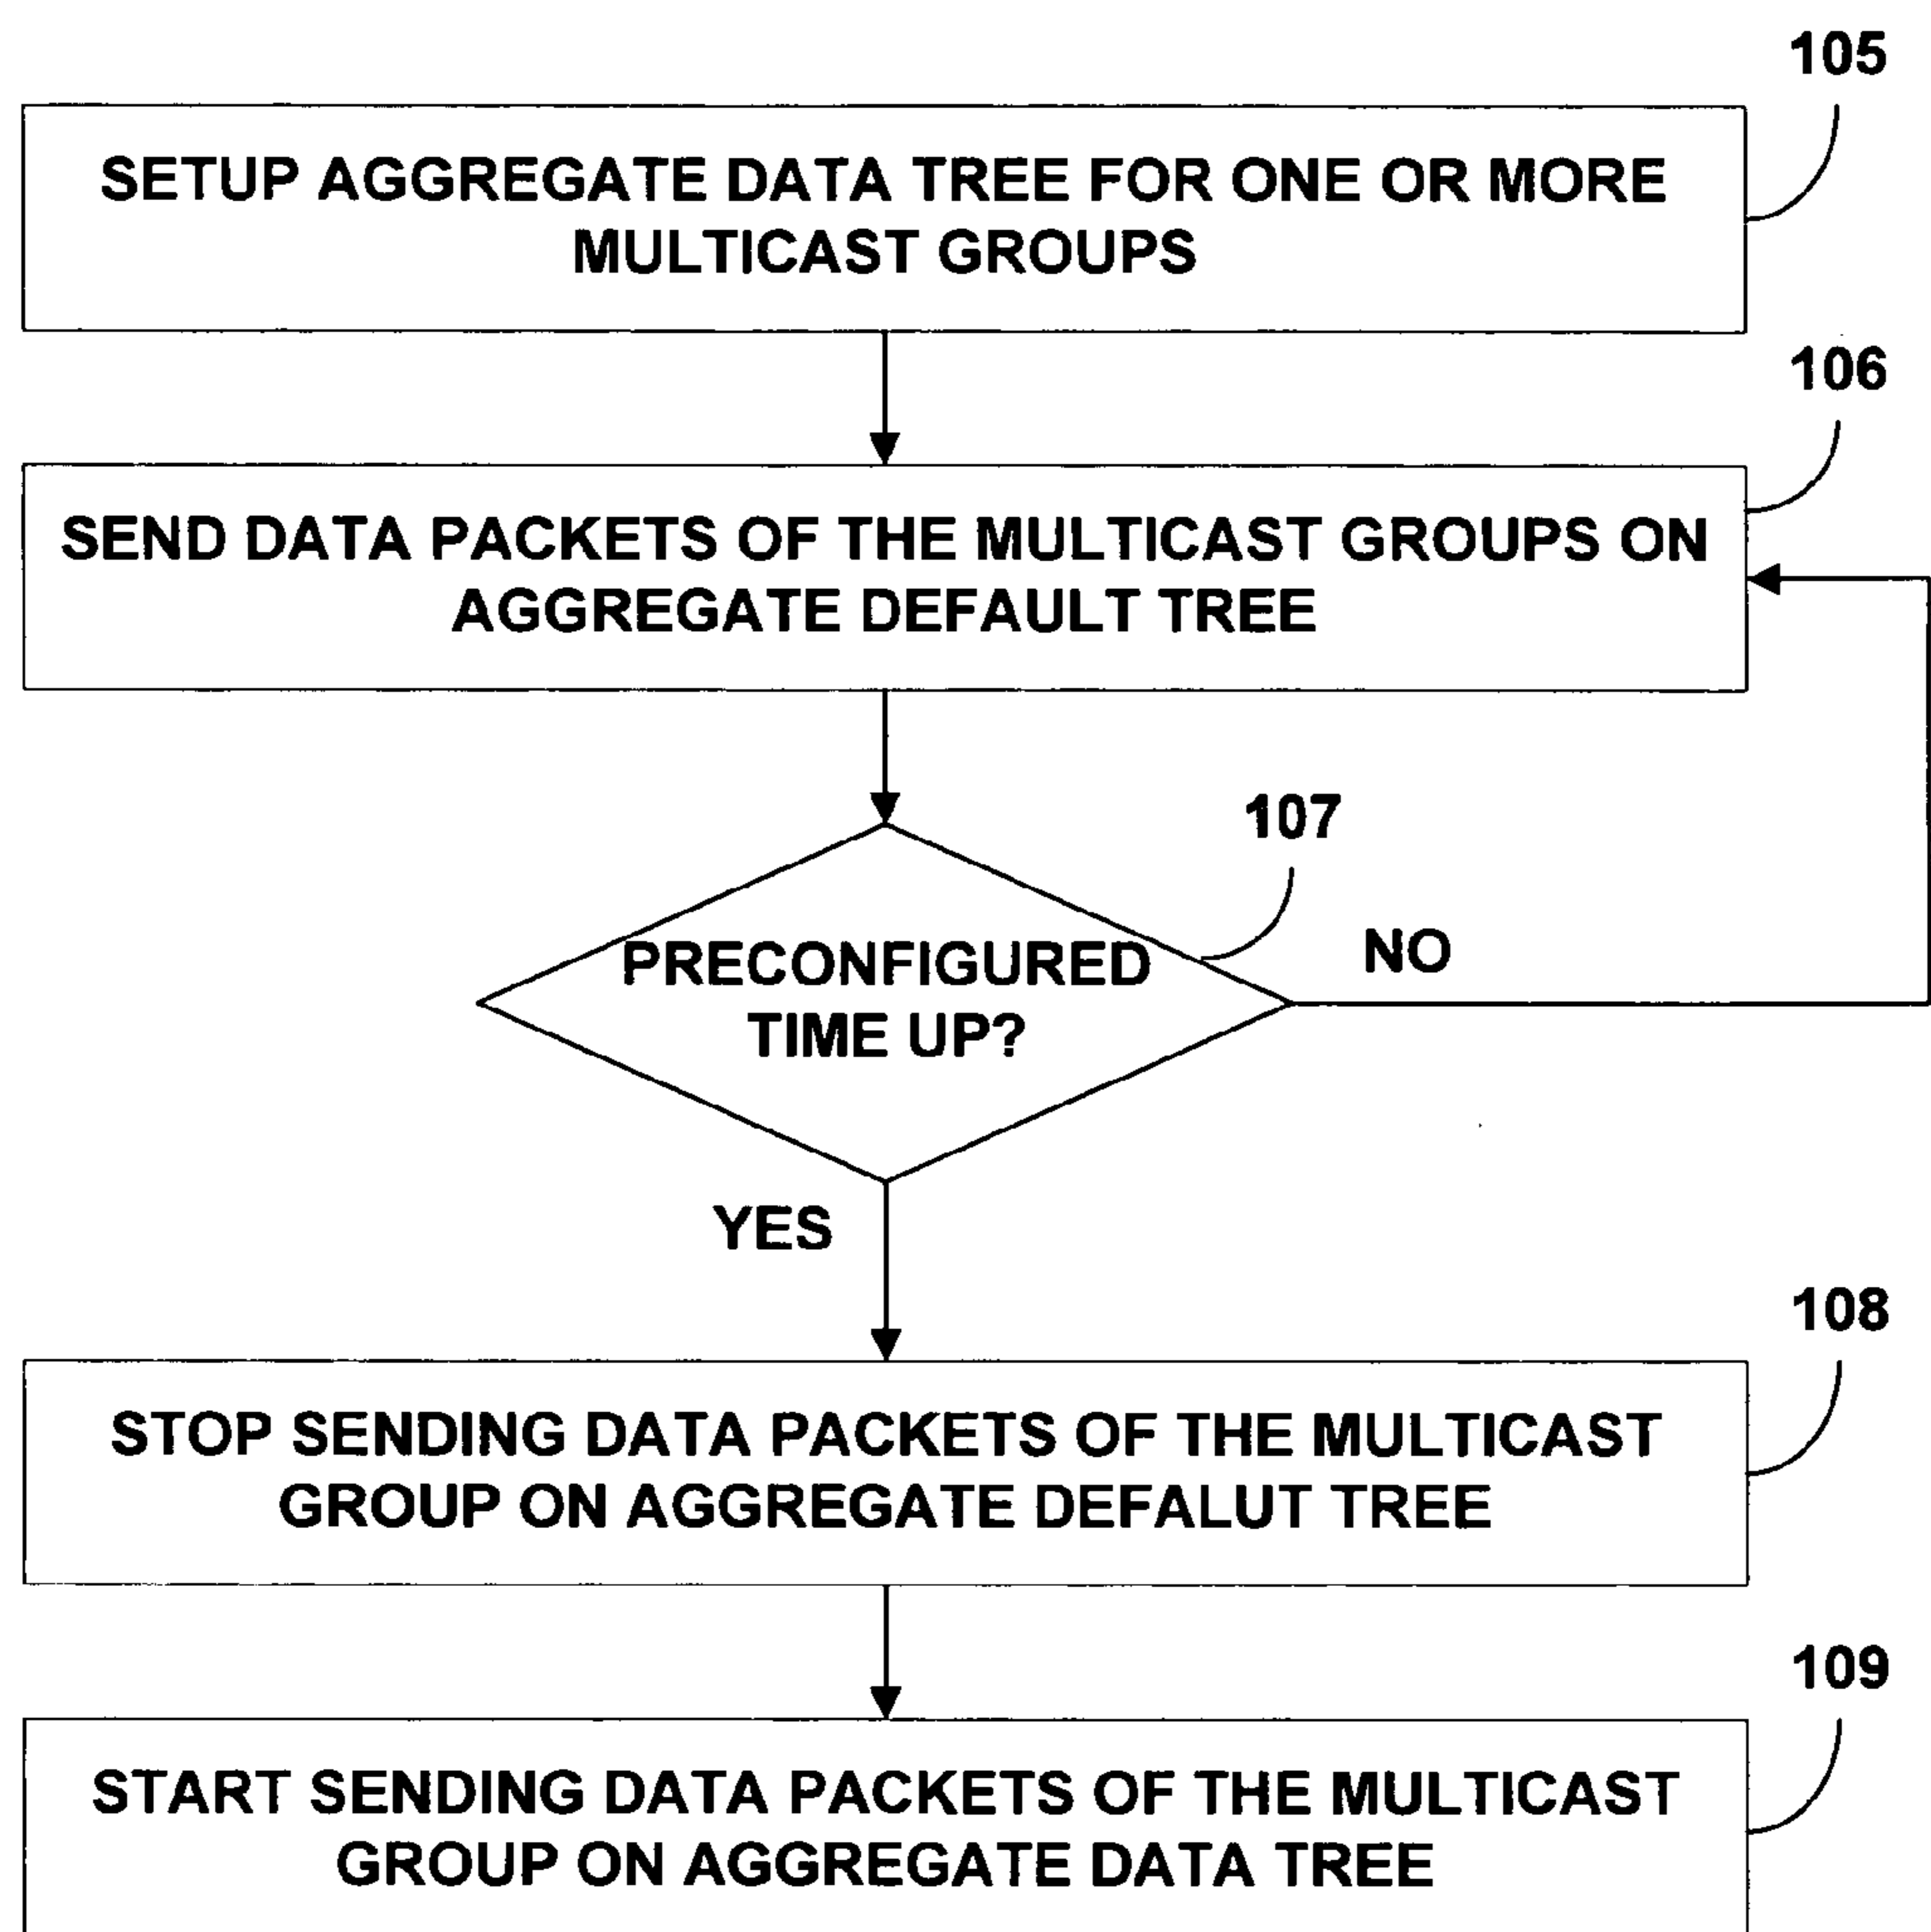 105
SETUP AGGREGATE DATA TREE FOR ONE OR MORE
MULTICAST GROUPS
106
SEND DATA PACKETS OF THE MULTICAST GROUPS ON
AGGREGATE DEFAULT TREE
107
PRECONFIGURED
TIME UP?
NO
YES
108
STOP SENDING DATA PACKETS OF THE MULTICAST
GROUP ON AGGREGATE DEFALUT TREE
109
START SENDING DATA PACKETS OF THE MULTICAST
GROUP ON AGGREGATE DATA TREE